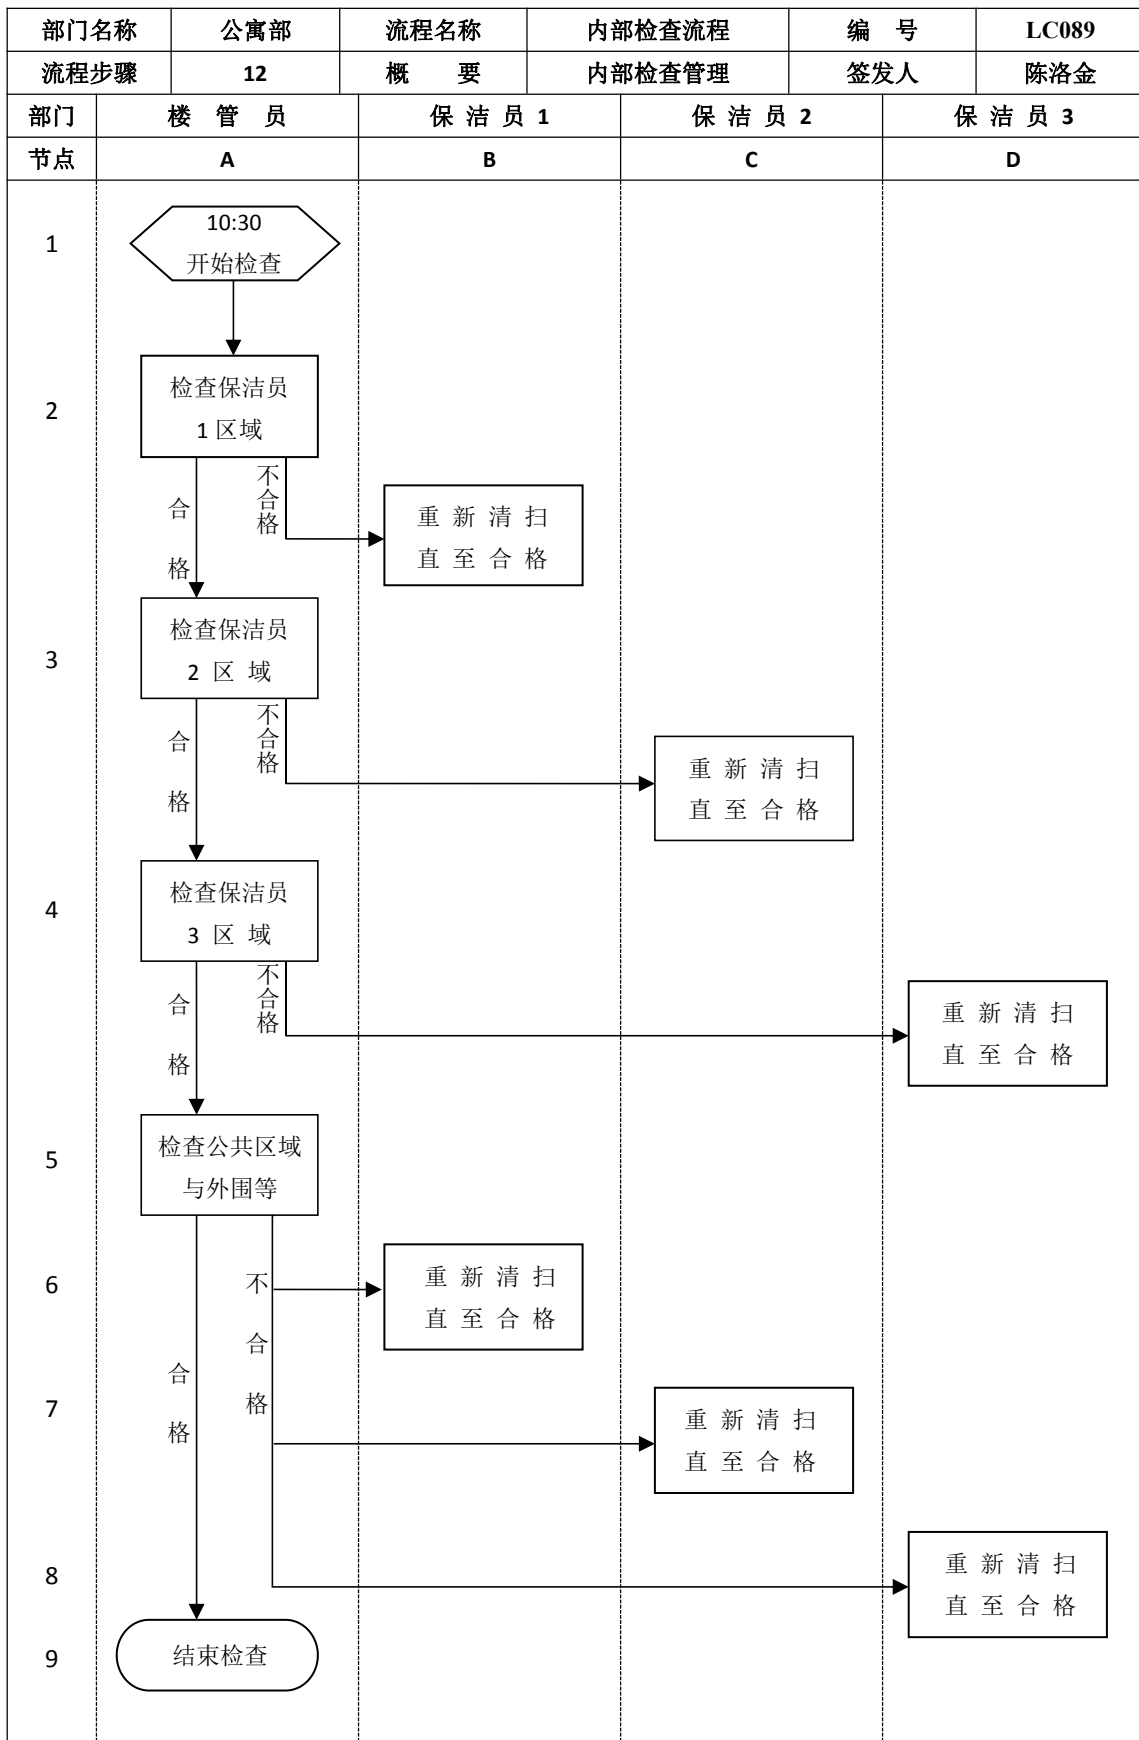 部门名称 公寓部 流程名称 内部检查流程 编 号 LC089
流程步骤 12 概 要 内部检查管理 签发人 陈洛金
部门 楼 管 员 保 洁 员 1 保 洁 员 2 保 洁 员 3
节点 A B C D
1
10:30
开始检查
2
检查保洁员
1 区域
合格
不合格
重 新 清 扫
直 至 合 格
3
检查保洁员
2 区 域
合格
不合格
重 新 清 扫
直 至 合 格
4
检查保洁员
3 区 域
合格
不合格
重 新 清 扫
直 至 合 格
5
检查公共区域
与外围等
合格
不合格
6
重 新 清 扫
直 至 合 格
7
重 新 清 扫
直 至 合 格
8
重 新 清 扫
直 至 合 格
9
结束检查